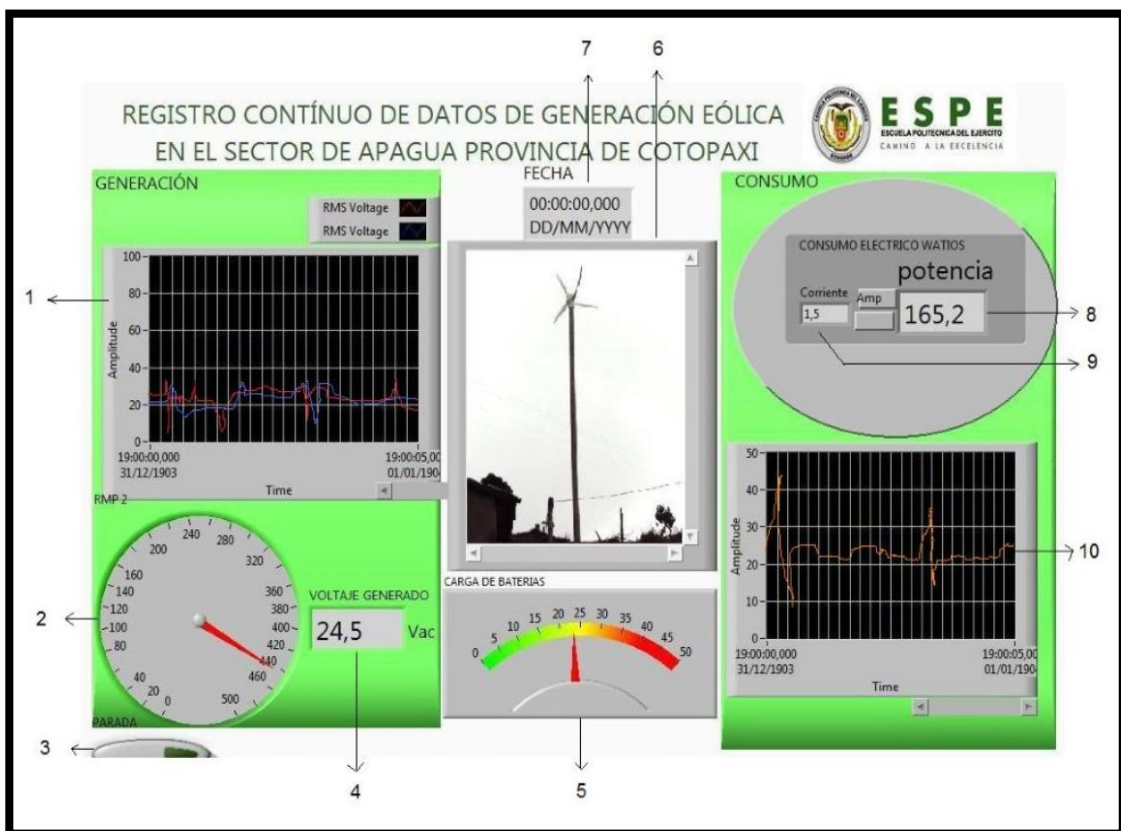 7
6
REGISTRO CONTÍNUO DE DATOS DE GENERACIÓN EÓLICA
EN EL SECTOR DE APAGUA PROVINCIA DE COTOPAXI
ESPE
ESCUELA POLITECNICA DEL EJERCITO
CAMINO A LA EXCELENCIA
ECUADOR
GENERACIÓN
RMS Voltage
RMS Voltage
1
Amplitude
100
80
60
40
20
0
19:00:00,000
31/12/1903
19:00:05,00
01/01/190
Time
RMP 2
2
0
20
40
80
100
120
140
160
200
240
280
320
360
380
400
420
440
460
500
VOLTAJE GENERADO
24,5 Vac
PARADA
3
4
FECHA
00:00:00,000
DD/MM/YYYY
CARGA DE BATERIAS
0
5
10
15
20
25
30
35
40
45
50
5
CONSUMO
CONSUMO ELECTRICO WATIOS
potencia
Corriente
Amp
1,5
165,2
8
9
Amplitude
50
40
30
20
10
0
10
19:00:00,000
31/12/1903
19:00:05,00
01/01/190
Time